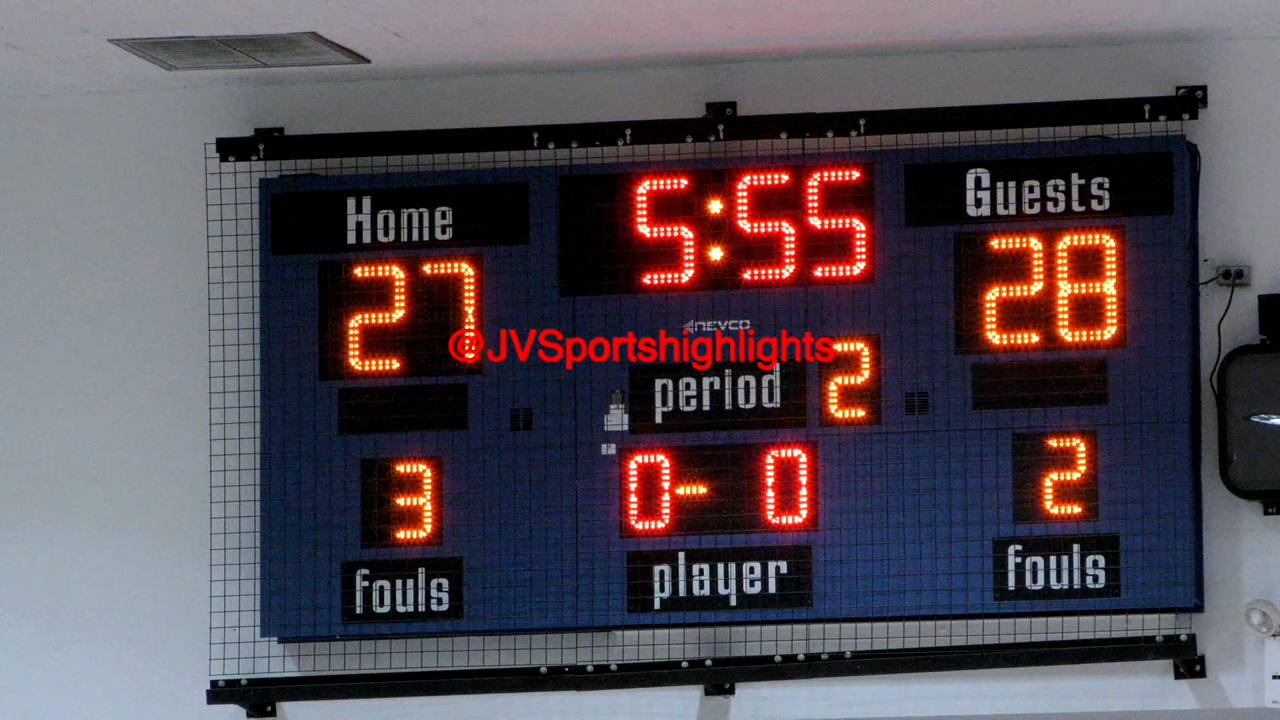 Home
5:55
Guests
27
28
NEVCO
@JVSportshighlights
period
2
3
0-0
2
fouls
player
fouls